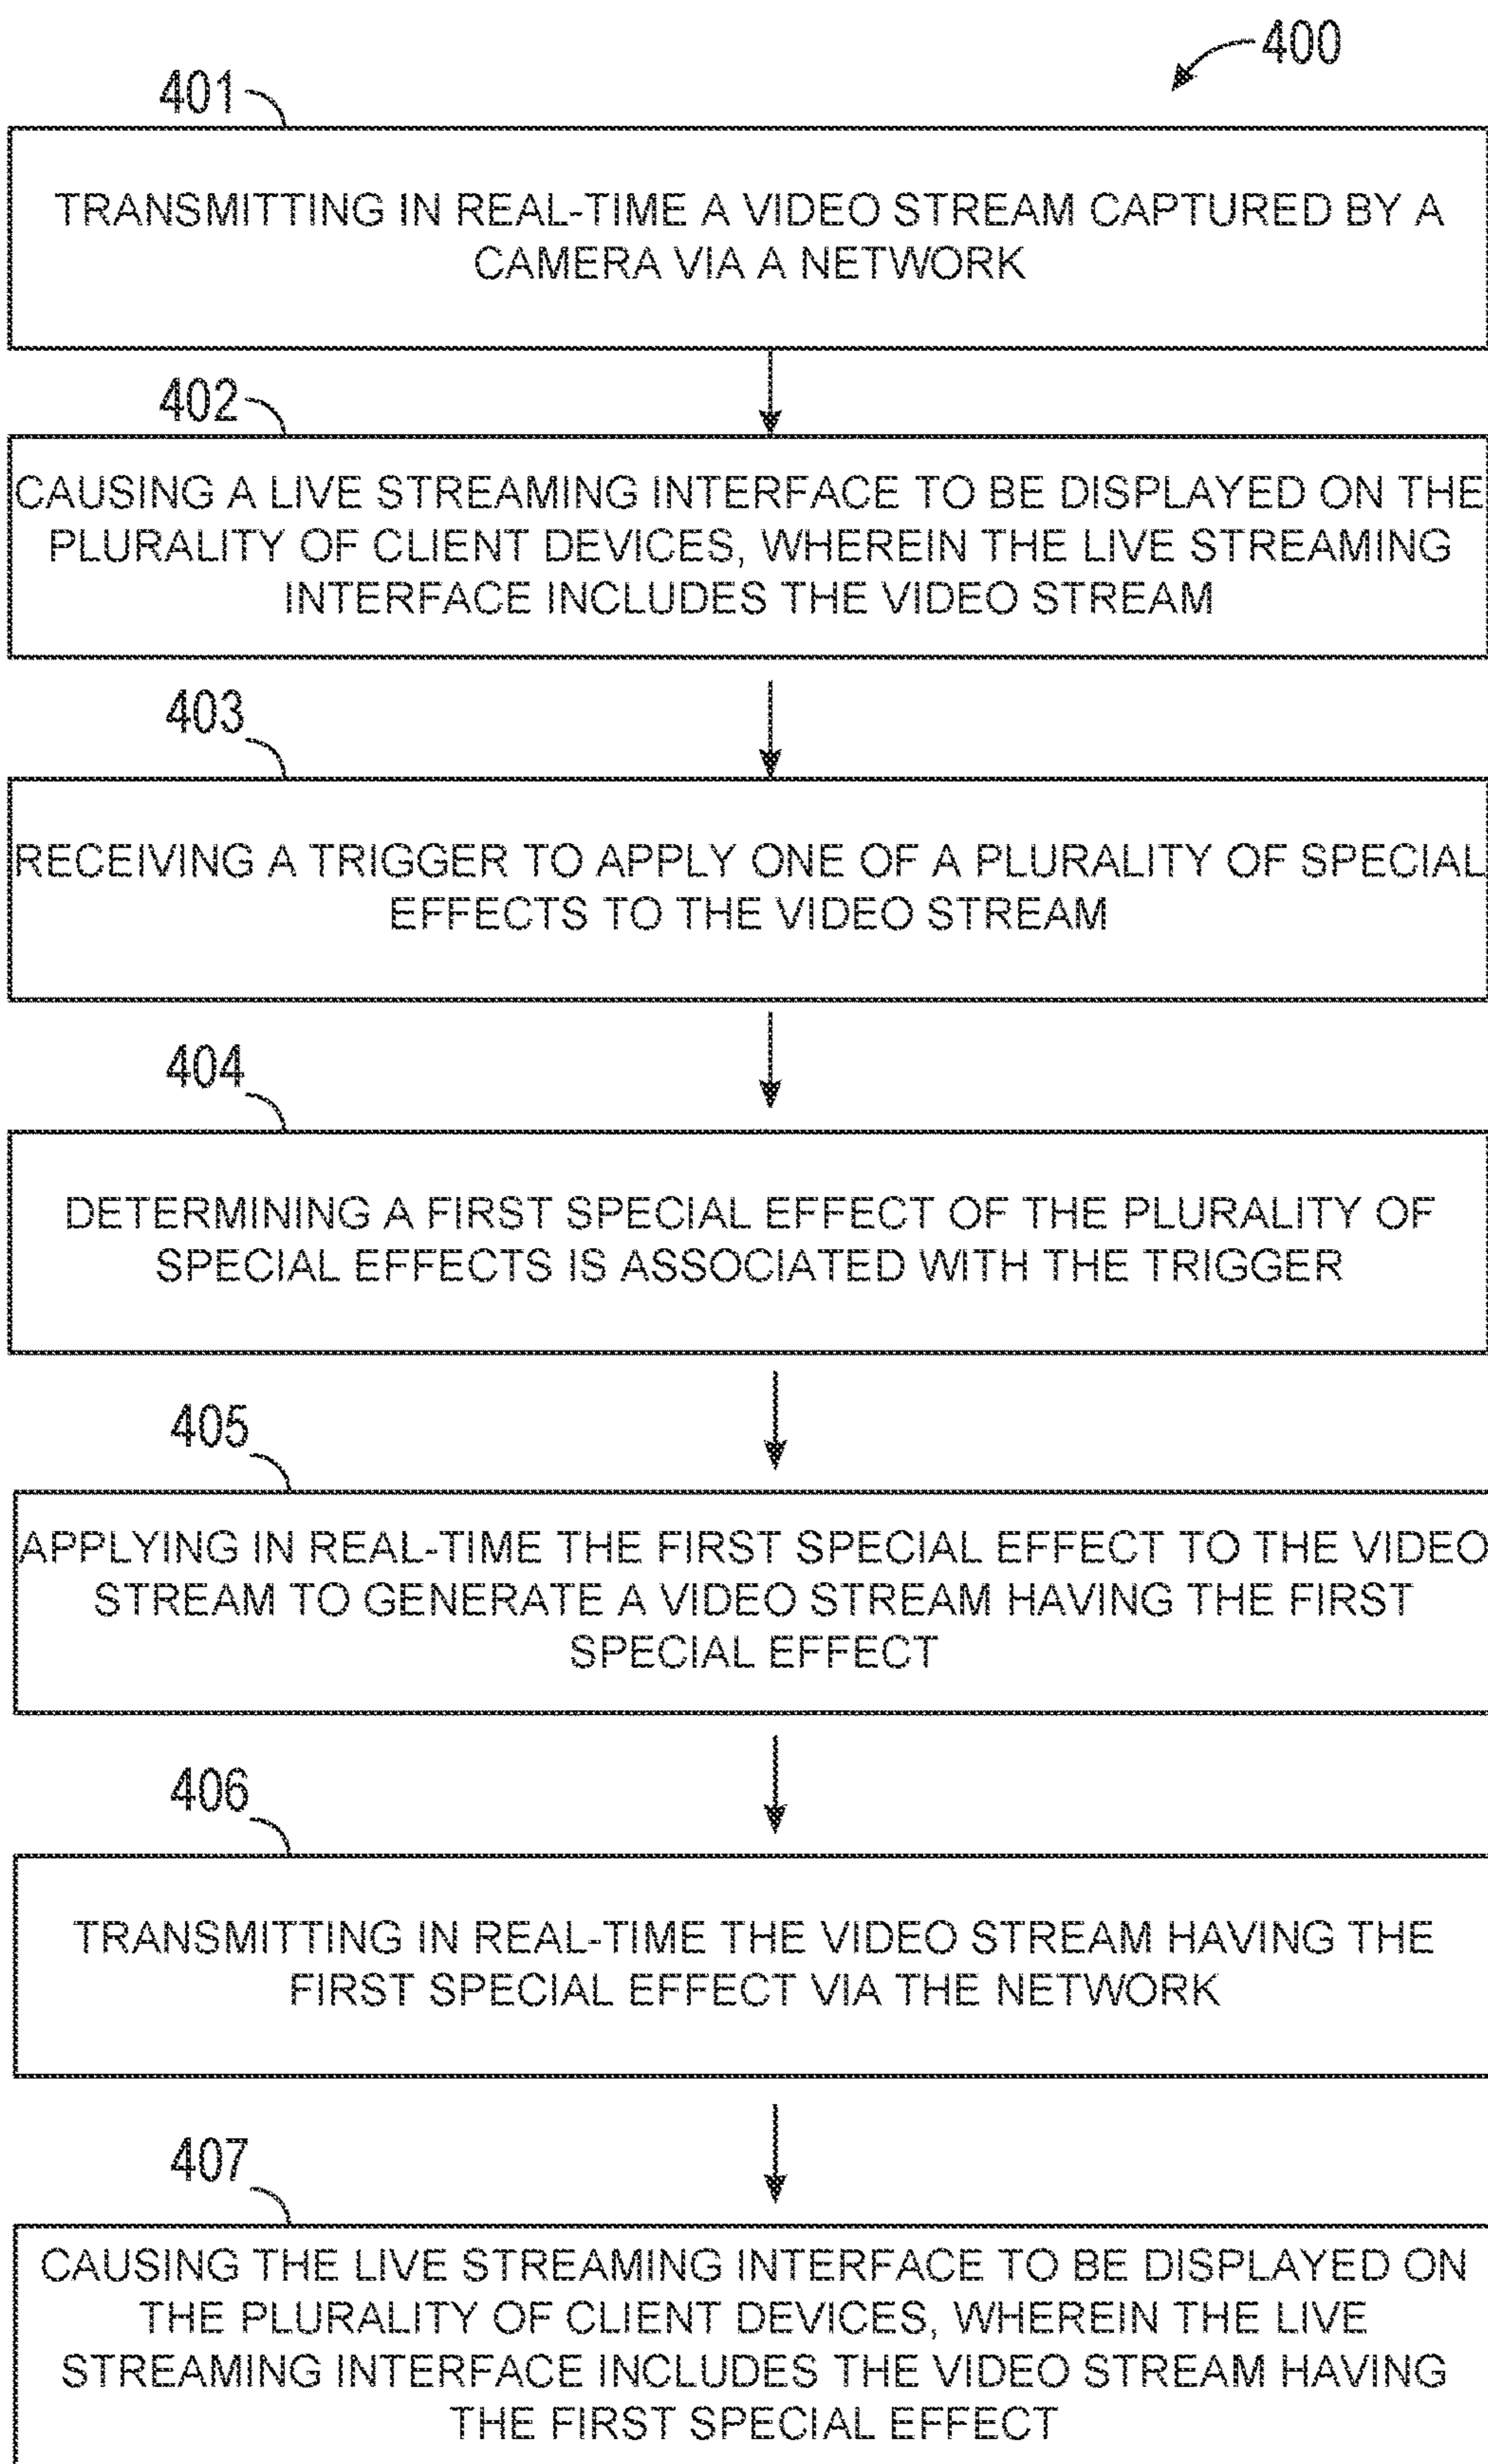 400
401
TRANSMITTING IN REAL-TIME A VIDEO STREAM CAPTURED BY A
CAMERA VIA A NETWORK
402
CAUSING A LIVE STREAMING INTERFACE TO BE DISPLAYED ON THE
PLURALITY OF CLIENT DEVICES, WHEREIN THE LIVE STREAMING
INTERFACE INCLUDES THE VIDEO STREAM
403
RECEIVING A TRIGGER TO APPLY ONE OF A PLURALITY OF SPECIAL
EFFECTS TO THE VIDEO STREAM
404
DETERMINING A FIRST SPECIAL EFFECT OF THE PLURALITY OF
SPECIAL EFFECTS IS ASSOCIATED WITH THE TRIGGER
405
APPLYING IN REAL-TIME THE FIRST SPECIAL EFFECT TO THE VIDEO
STREAM TO GENERATE A VIDEO STREAM HAVING THE FIRST
SPECIAL EFFECT
406
TRANSMITTING IN REAL-TIME THE VIDEO STREAM HAVING THE
FIRST SPECIAL EFFECT VIA THE NETWORK
407
CAUSING THE LIVE STREAMING INTERFACE TO BE DISPLAYED ON
THE PLURALITY OF CLIENT DEVICES, WHEREIN THE LIVE
STREAMING INTERFACE INCLUDES THE VIDEO STREAM HAVING
THE FIRST SPECIAL EFFECT